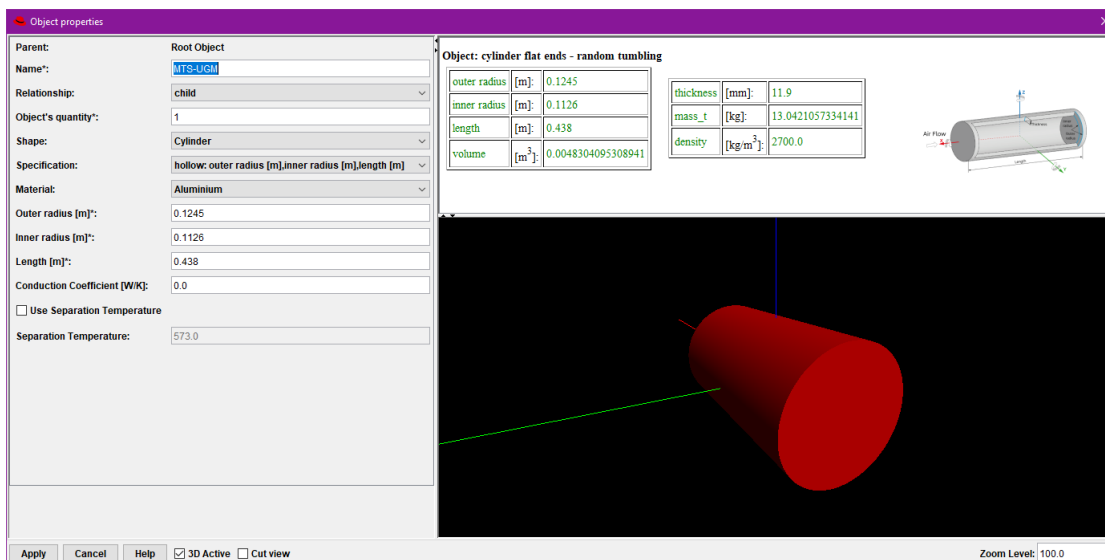 Object properties
Parent: Root Object
Name*: MTS-UGM
Relationship: child
Object's quantity*: 1
Shape: Cylinder
Specification: hollow: outer radius [m],inner radius [m],length [m]
Material: Aluminium
Outer radius [m]*: 0.1245
Inner radius [m]*: 0.1126
Length [m]*: 0.438
Conduction Coefficient [W/K]: 0.0
Use Separation Temperature
Separation Temperature: 573.0
Object: cylinder flat ends - random tumbling
outer radius [m]: 0.1245
inner radius [m]: 0.1126
length [m]: 0.438
volume [m³]: 0.0048304095308941
thickness [mm]: 11.9
mass_t [kg]: 13.0421057334141
density [kg/m³]: 2700.0
Air Flow
Length
Apply Cancel Help 3D Active Cut view Zoom Level: 100.0